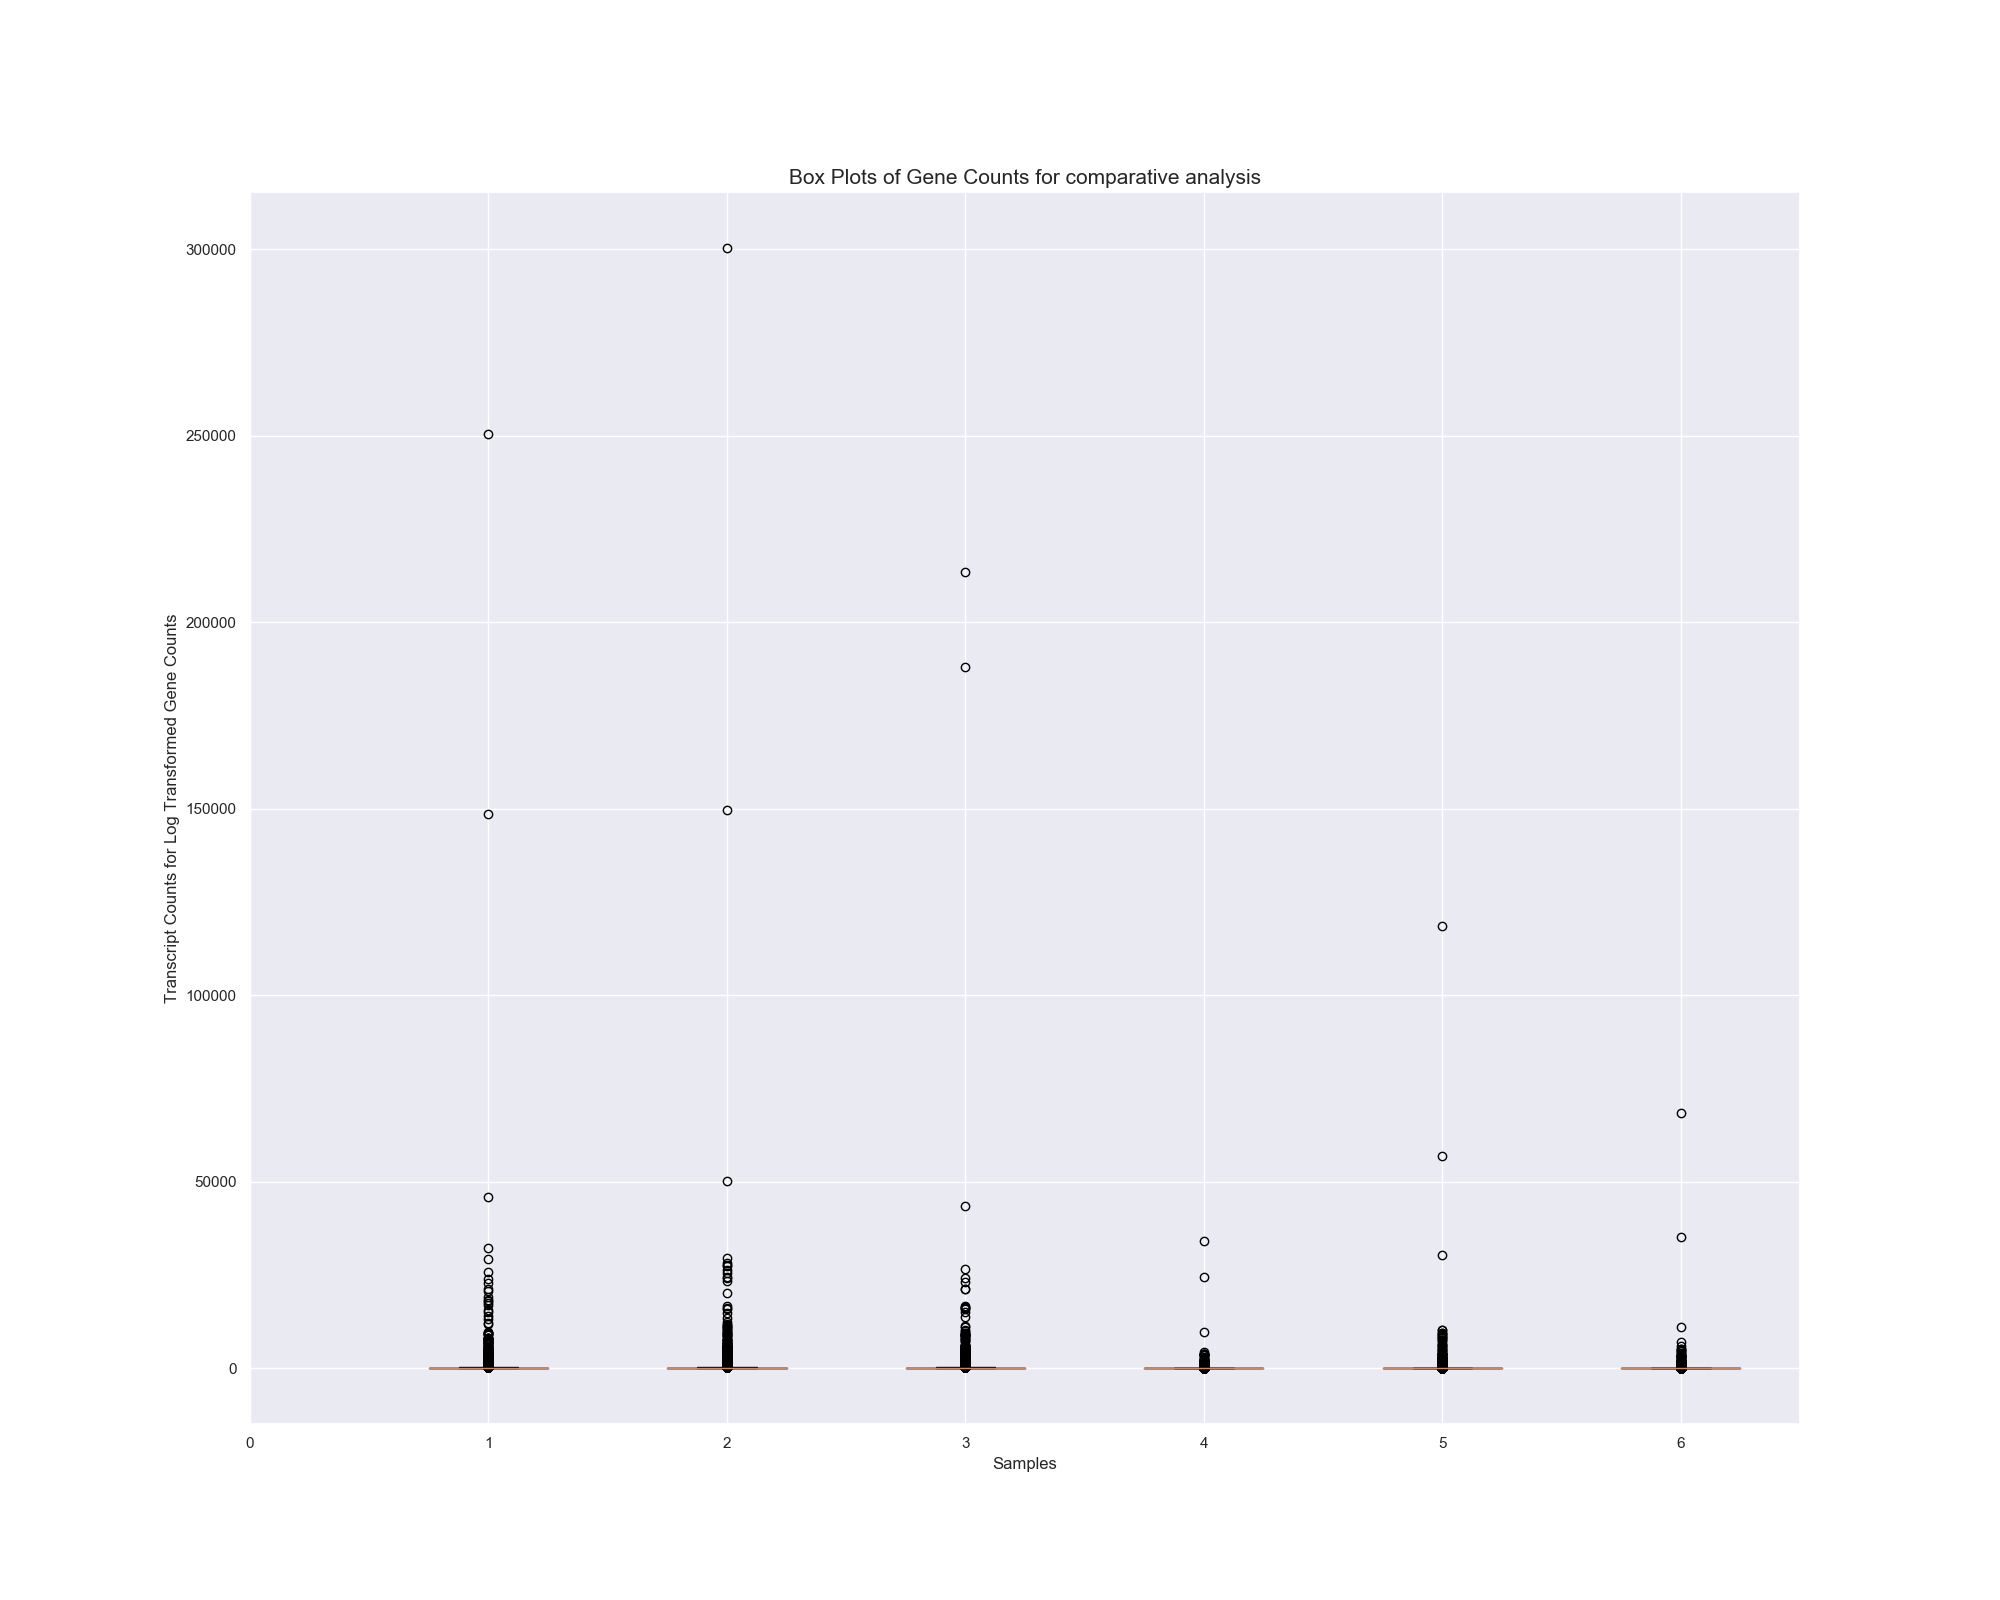 Box Plots of Gene Counts for comparative analysis
300000
250000
200000
150000
100000
50000
0
Transcript Counts for Log Transformed Gene Counts
0 1 2 3 4 5 6
Samples